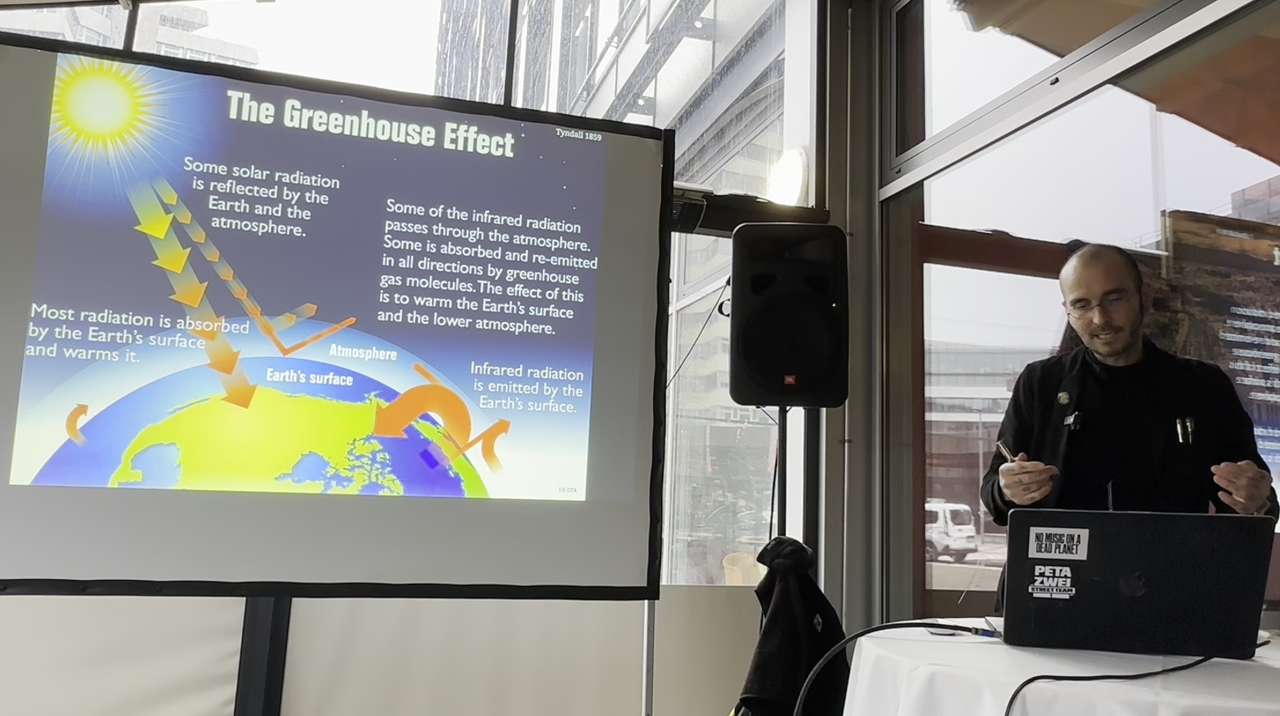 The Greenhouse Effect
Tyndall 1859
Some solar radiation
is reflected by the
Earth and the
atmosphere.
Some of the infrared radiation
passes through the atmosphere.
Some is absorbed and re-emitted
in all directions by greenhouse
gas molecules. The effect of this
is to warm the Earth's surface
and the lower atmosphere.
Most radiation is absorbed
by the Earth's surface
and warms it.
Atmosphere
Earth's surface
Infrared radiation
is emitted by the
Earth's surface.
JBL
NO MUSIC ON A
DEAD PLANET
PETA
ZWEI
STREET TEAM